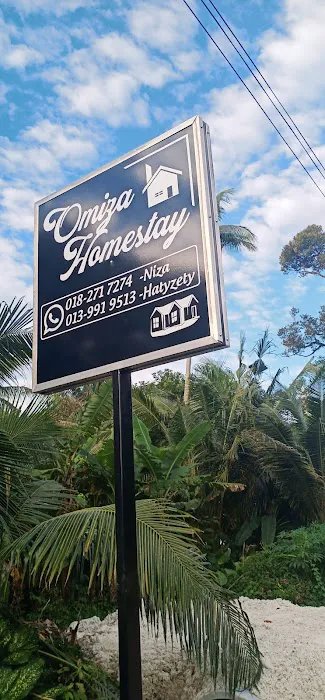 Omiza
Homestay
018-271 7274 -Niza
013-991 9513 -Hatyzety